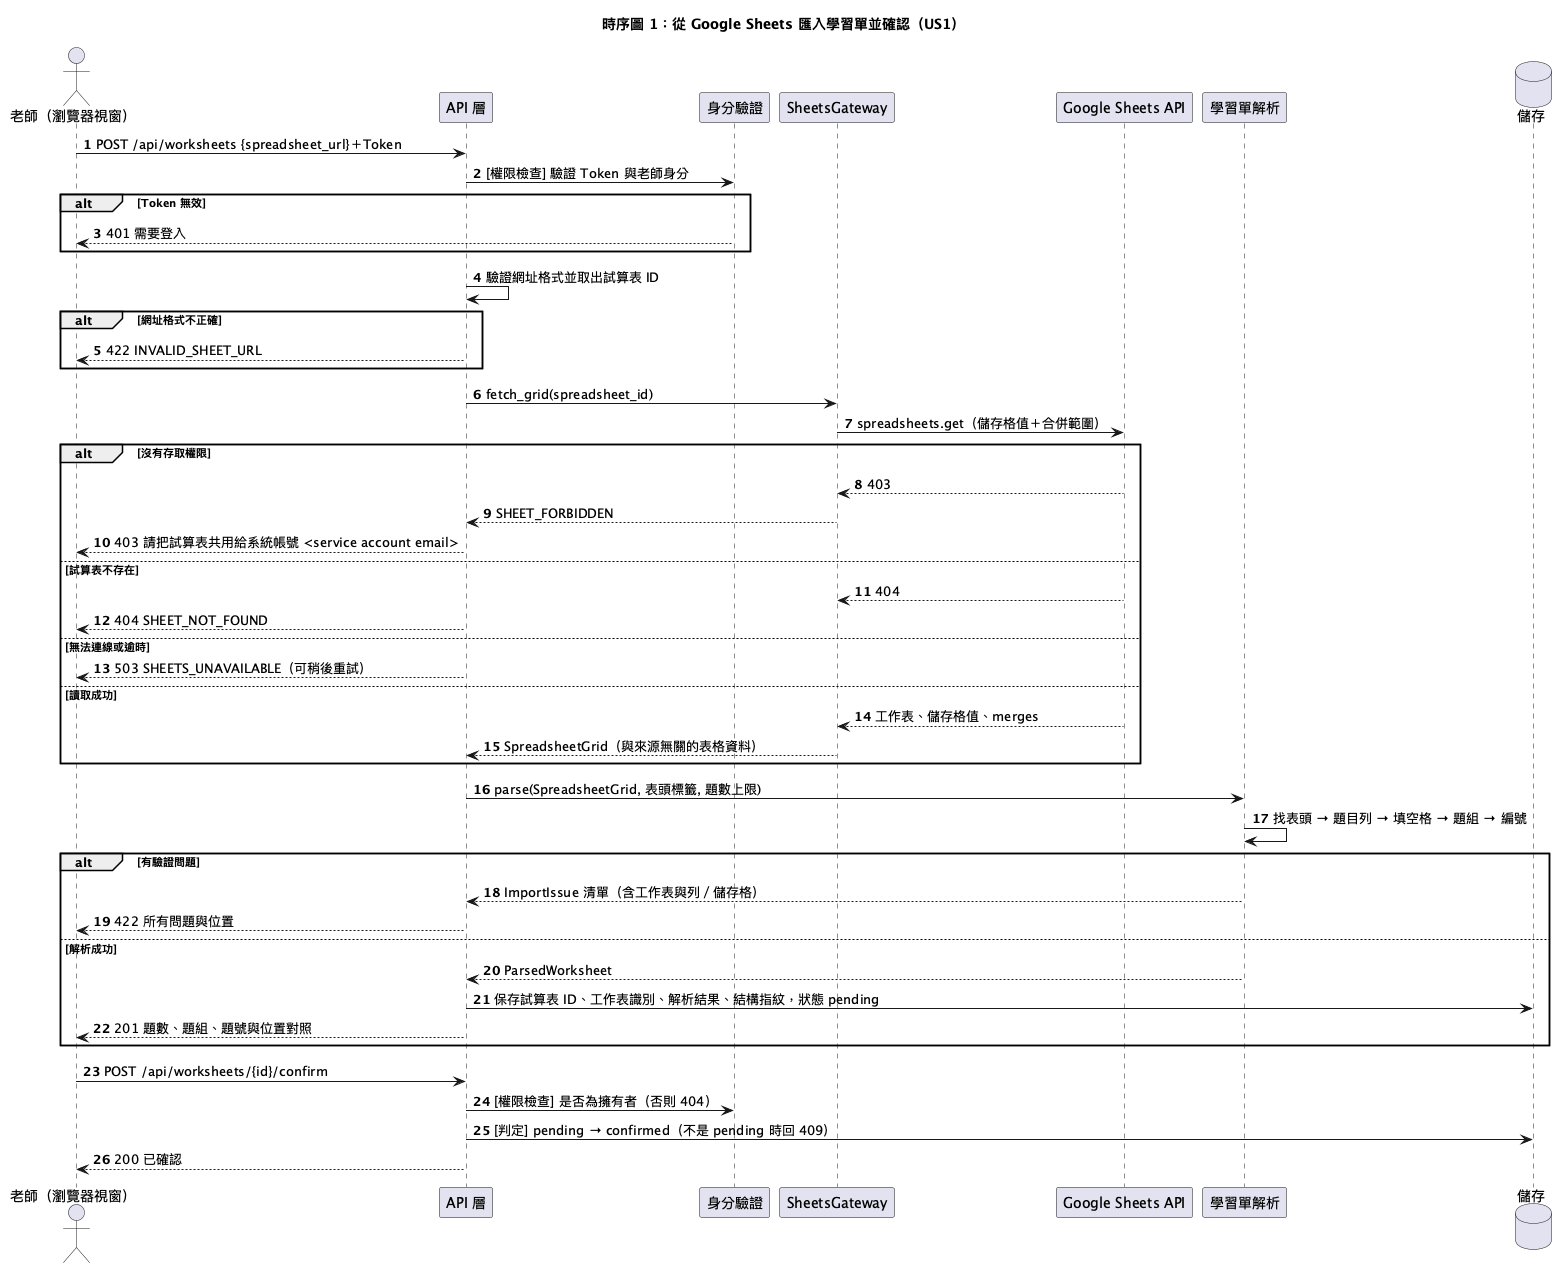 時序圖 1：從 Google Sheets 匯入學習單並確認（US1）
老師（瀏覽器視窗）
API 層
身分驗證
SheetsGateway
Google Sheets API
學習單解析
儲存
1 POST /api/worksheets {spreadsheet_url}＋Token
2 [權限檢查] 驗證 Token 與老師身分
alt [Token 無效]
3 401 需要登入
4 驗證網址格式並取出試算表 ID
alt [網址格式不正確]
5 422 INVALID_SHEET_URL
6 fetch_grid(spreadsheet_id)
7 spreadsheets.get（儲存格值＋合併範圍）
alt [沒有存取權限]
8 403
9 SHEET_FORBIDDEN
10 403 請把試算表共用給系統帳號 <service account email>
[試算表不存在]
11 404
12 404 SHEET_NOT_FOUND
[無法連線或逾時]
13 503 SHEETS_UNAVAILABLE（可稍後重試）
[讀取成功]
14 工作表、儲存格值、merges
15 SpreadsheetGrid（與來源無關的表格資料）
16 parse(SpreadsheetGrid, 表頭標籤, 題數上限)
17 找表頭 → 題目列 → 填空格 → 題組 → 編號
alt [有驗證問題]
18 ImportIssue 清單（含工作表與列 / 儲存格）
19 422 所有問題與位置
[解析成功]
20 ParsedWorksheet
21 保存試算表 ID、工作表識別、解析結果、結構指紋，狀態 pending
22 201 題數、題組、題號與位置對照
23 POST /api/worksheets/{id}/confirm
24 [權限檢查] 是否為擁有者（否則 404）
25 [判定] pending → confirmed（不是 pending 時回 409）
26 200 已確認
老師（瀏覽器視窗）
API 層
身分驗證
SheetsGateway
Google Sheets API
學習單解析
儲存